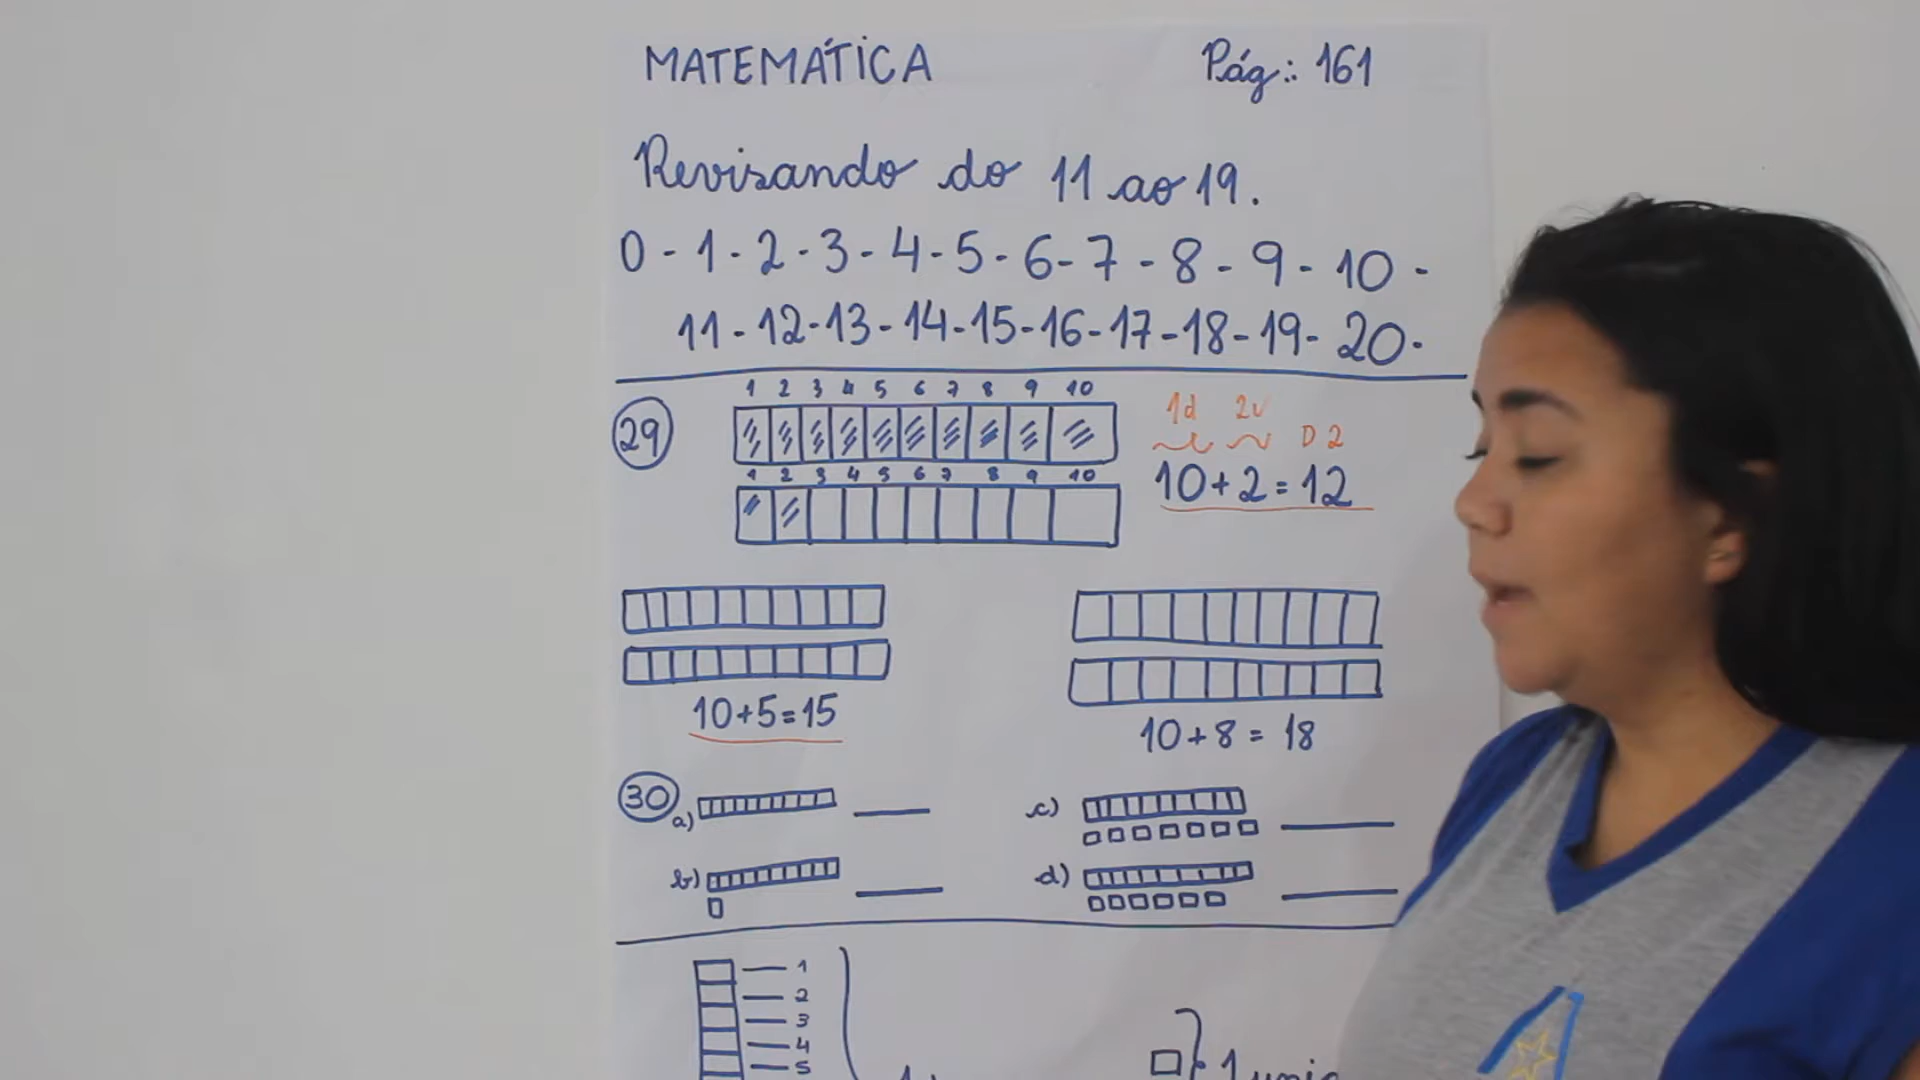 MATEMÁTICA Pág.: 161
Revisando do 11 ao 19.
0 - 1 - 2 - 3 - 4 - 5 - 6 - 7 - 8 - 9 - 10 -
11 - 12 - 13 - 14 - 15 - 16 - 17 - 18 - 19 - 20.
29
1 2 3 4 5 6 7 8 9 10
1 2 3 4 5 6 7 8 9 10
1d 2u
D 2
10 + 2 = 12
10 + 5 = 15
10 + 8 = 18
30
a)
b)
c)
d)
1
2
3
4
5
1